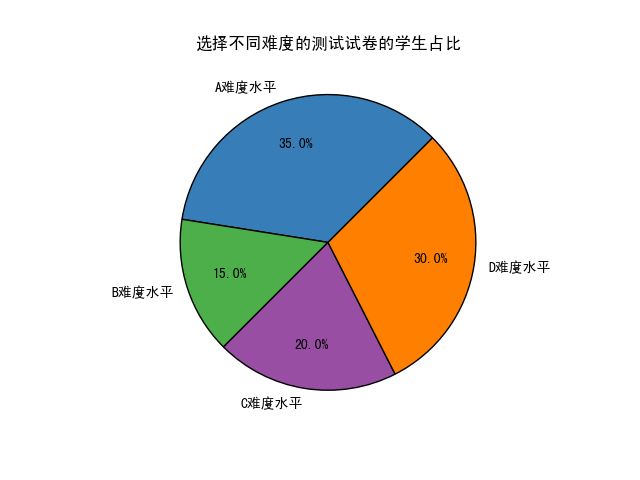 选择不同难度的测试试卷的学生占比
A难度水平
35.0%
D难度水平
30.0%
15.0%
B难度水平
20.0%
C难度水平